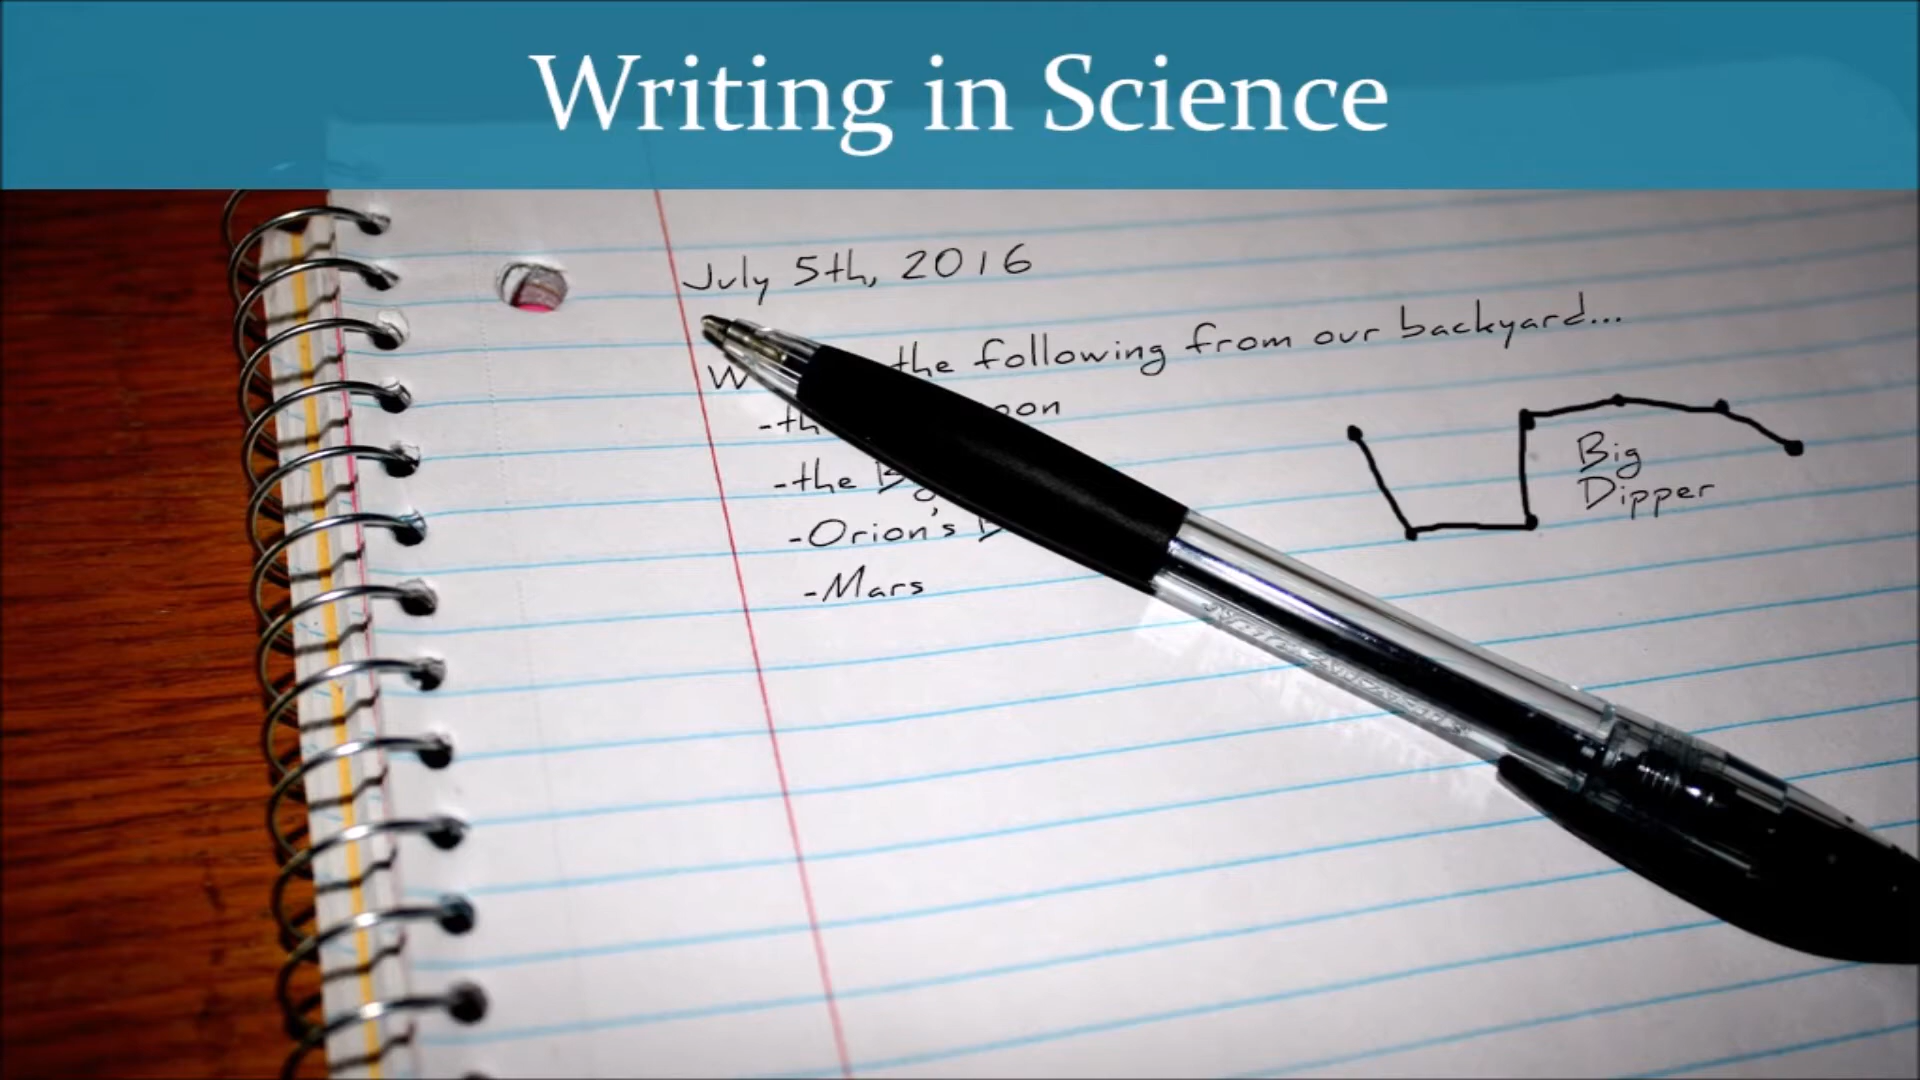 Writing in Science
July 5th, 2016
the following from our backyard...
-the
-Orion's
-Mars
Big
Dipper